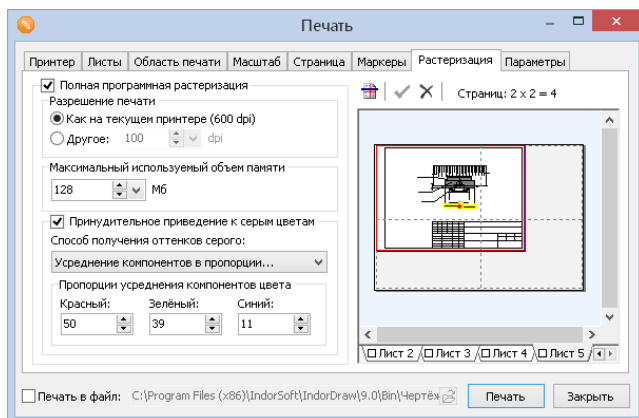 Печать
Принтер Листы Область печати Масштаб Страница Маркеры Растеризация Параметры
Полная программная растеризация
Разрешение печати
Как на текущем принтере (600 dpi)
Другое: 100 dpi
Максимальный используемый объем памяти
128 Мб
Принудительное приведение к серым цветам
Способ получения оттенков серого:
Усреднение компонентов в пропорции...
Пропорции усреднения компонентов цвета
Красный: Зелёный: Синий:
50 39 11
Страниц: 2 x 2 = 4
Лист 2 Лист 3 Лист 4 Лист 5
Печать в файл: C:\Program Files (x86)\IndorSoft\IndorDraw\9.0\Bin\Чертёж
Печать Закрыть